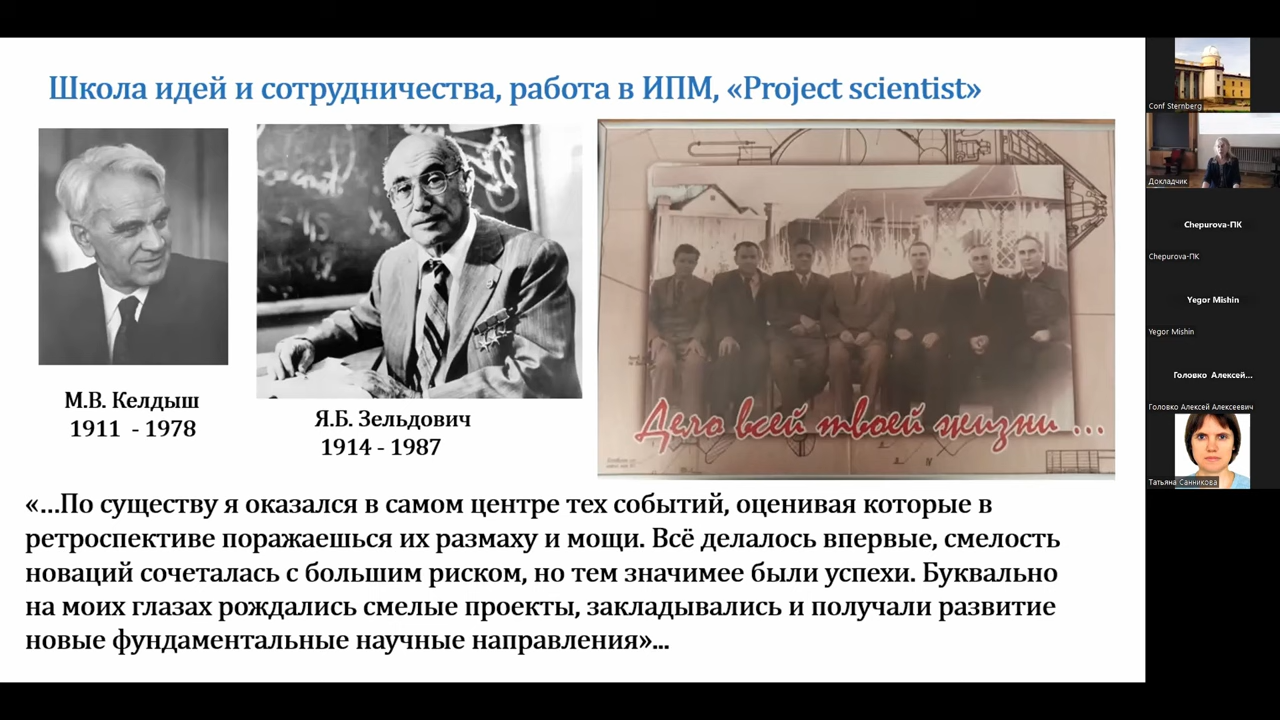 Школа идей и сотрудничества, работа в ИПМ, «Project scientist»
М.В. Келдыш
1911 - 1978
Я.Б. Зельдович
1914 - 1987
Дело всей твоей жизни ...
«...По существу я оказался в самом центре тех событий, оценивая которые в
ретроспективе поражаешься их размаху и мощи. Всё делалось впервые, смелость
новаций сочеталась с большим риском, но тем значимее были успехи. Буквально
на моих глазах рождались смелые проекты, закладывались и получали развитие
новые фундаментальные научные направления»...
Conf Sternberg
Докладчик
Chepurova-ПК
Chepurova-ПК
Yegor Mishin
Yegor Mishin
Головко Алексей...
Головко Алексей Алексеевич
Татьяна Санникова